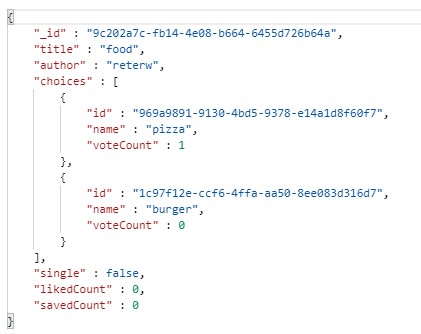 {
"_id" : "9c202a7c-fb14-4e08-b664-6455d726b64a",
"title" : "food",
"author" : "reterw",
"choices" : [
{
"id" : "969a9891-9130-4bd5-9378-e14a1d8f60f7",
"name" : "pizza",
"voteCount" : 1
},
{
"id" : "1c97f12e-ccf6-4ffa-aa50-8ee083d316d7",
"name" : "burger",
"voteCount" : 0
}
],
"single" : false,
"likedCount" : 0,
"savedCount" : 0
}